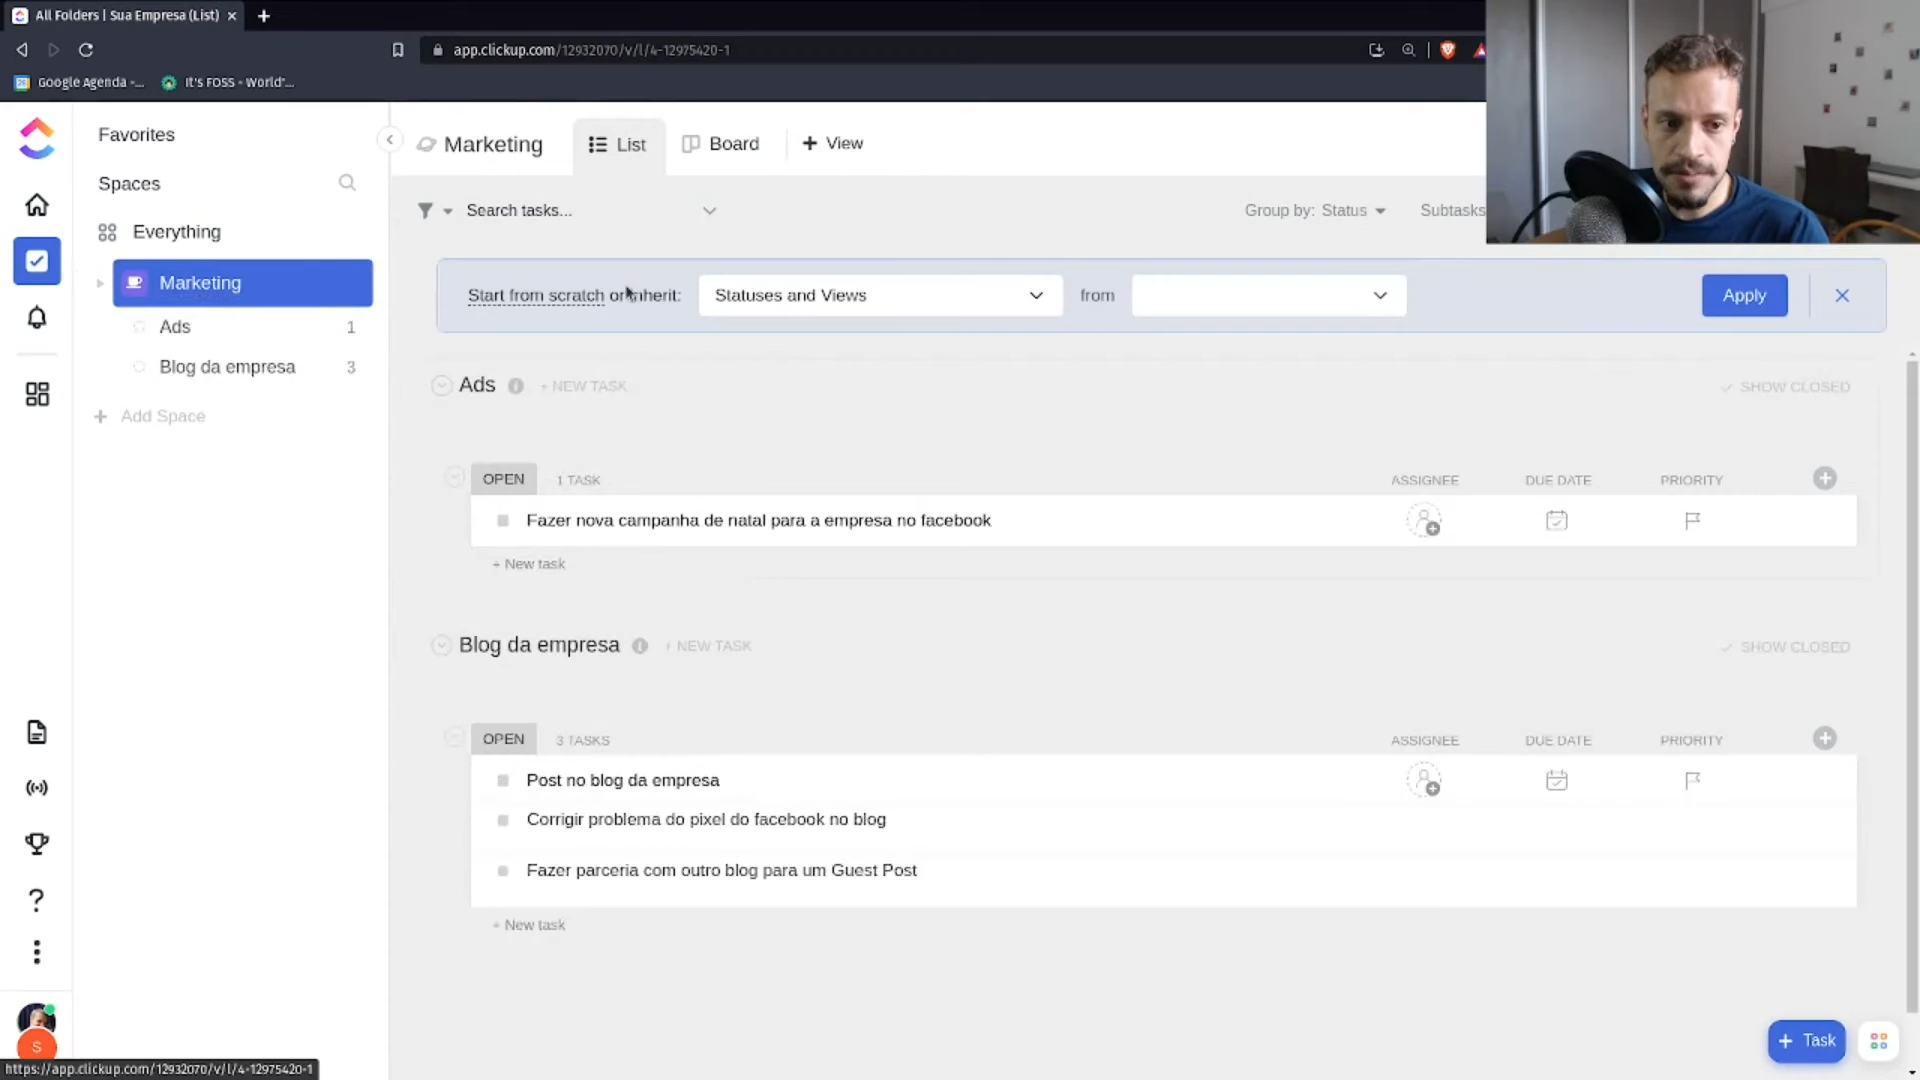 All Folders | Sua Empresa (List)
app.clickup.com/12932070/v/l/4-12975420-1
Google Agenda -...
It's FOSS - World'...
Favorites
Spaces
Everything
Marketing
Ads 1
Blog da empresa 3
Add Space
Marketing
List
Board
+ View
Search tasks...
Group by: Status
Subtasks
Start from scratch or inherit:
Statuses and Views
from
Apply
Ads
+ NEW TASK
SHOW CLOSED
OPEN
1 TASK
ASSIGNEE
DUE DATE
PRIORITY
Fazer nova campanha de natal para a empresa no facebook
+ New task
Blog da empresa
+ NEW TASK
SHOW CLOSED
OPEN
3 TASKS
ASSIGNEE
DUE DATE
PRIORITY
Post no blog da empresa
Corrigir problema do pixel do facebook no blog
Fazer parceria com outro blog para um Guest Post
+ New task
+ Task
S
https://app.clickup.com/12932070/v/l/4-12975420-1